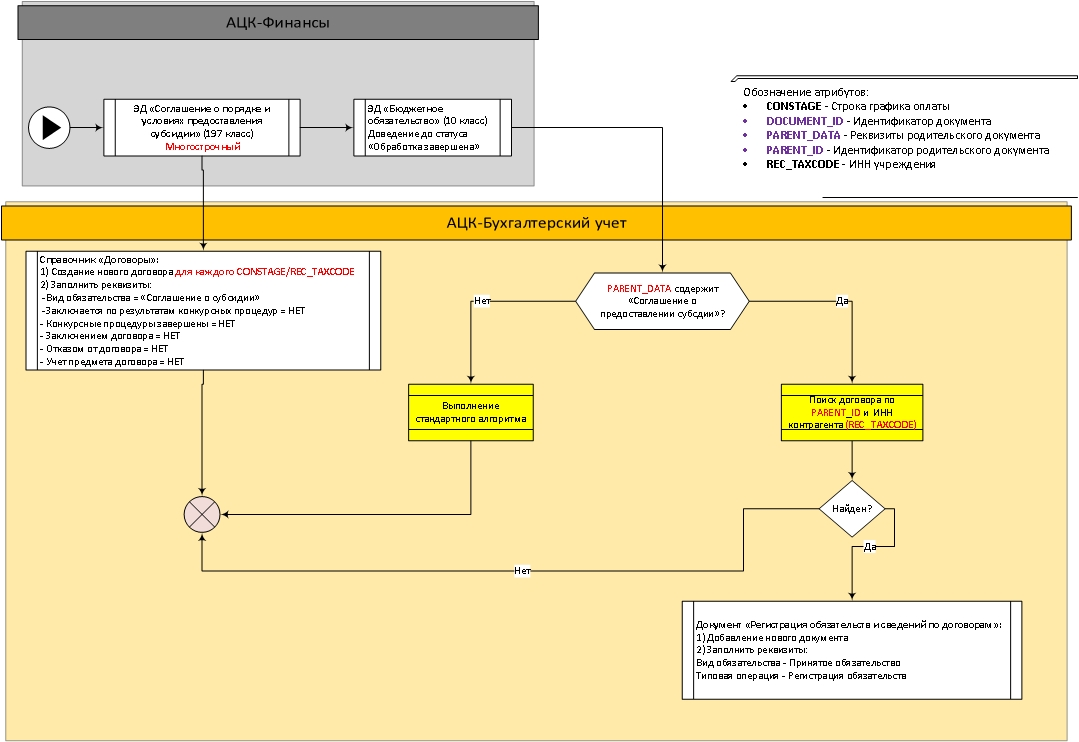 АЦК-Финансы
ЭД «Соглашение о порядке и
условия» предоставления
субсидии» (197 класс)
Многострочный
ЭД «Бюджетное
обязательство» (10 класс)
Доведение до статуса
«Обработка завершена»
Обозначение атрибутов:
• CONSTAGE - Строка графика оплаты
• DOCUMENT_ID - Идентификатор документа
• PARENT_DATA - Реквизиты родительского документа
• PARENT_ID - Идентификатор родительского документа
• REC_TAXCODE - ИНН учреждения
АЦК-Бухгалтерский учет
Справочник «Договоры»:
1) Создание нового договора для каждого CONSTAGE/REC_TAXCODE
2) Заполнить реквизиты:
-Вид обязательства = «Соглашение о субсидии»
-Заключается по результатам конкурсных процедур = НЕТ
- Конкурсные процедуры завершены = НЕТ
- Заключением договора = НЕТ
- Отказом от договора = НЕТ
- Учет предмета договора = НЕТ
PARENT_DATA содержит
«Соглашение о
предоставлении субсдии»?
Нет
Да
Выполнение
стандартного алгоритма
Поиск договора по
PARENT_ID и ИНН
контрагента (REC_TAXCODE)
Найден?
Да
Нет
Документ «Регистрация обязательств и сведений по договорам»:
1) Добавление нового документа
2) Заполнить реквизиты:
Вид обязательства - Принятое обязательство
Типовая операция - Регистрация обязательств